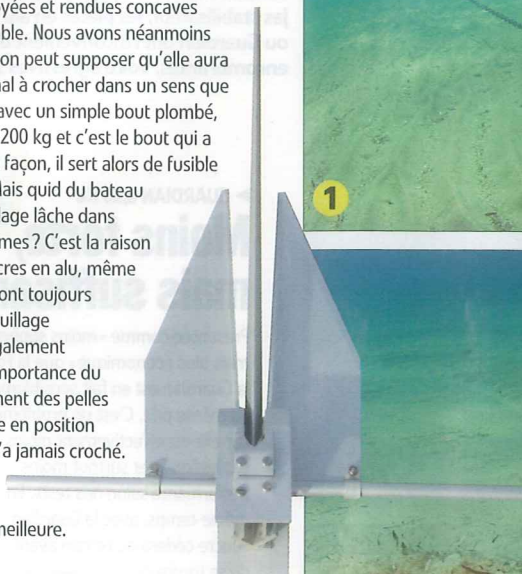 yées et rendues concaves
ble. Nous avons néanmoins
on peut supposer qu'elle aura
nal à crocher dans un sens que
avec un simple bout plombé,
200 kg et c'est le bout qui a
façon, il sert alors de fusible
Mais quid du bateau
lage lâche dans
mes ? C'est la raison
cres en alu, même
ont toujours
uillage
galement
mportance du
ment des pelles
e en position
'a jamais croché.
neilleure.
1